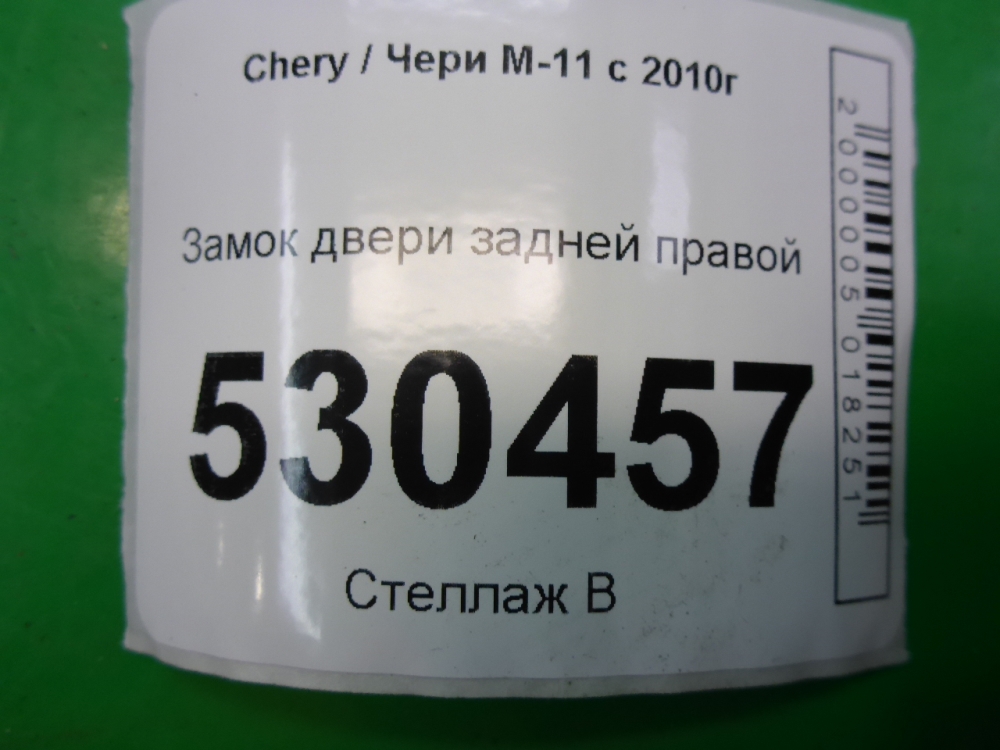 Chery / Чери М-11 с 2010г
Замок двери задней правой
530457
Стеллаж В
2000005018251